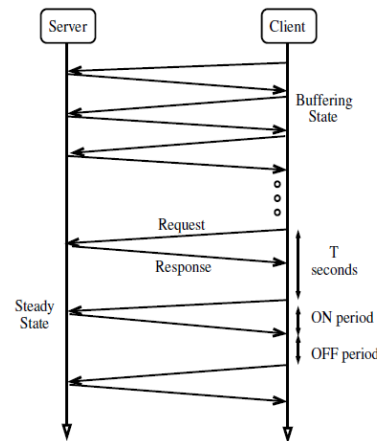 Server
Client
Buffering
State
Request
Response
T
seconds
Steady
State
ON period
OFF period